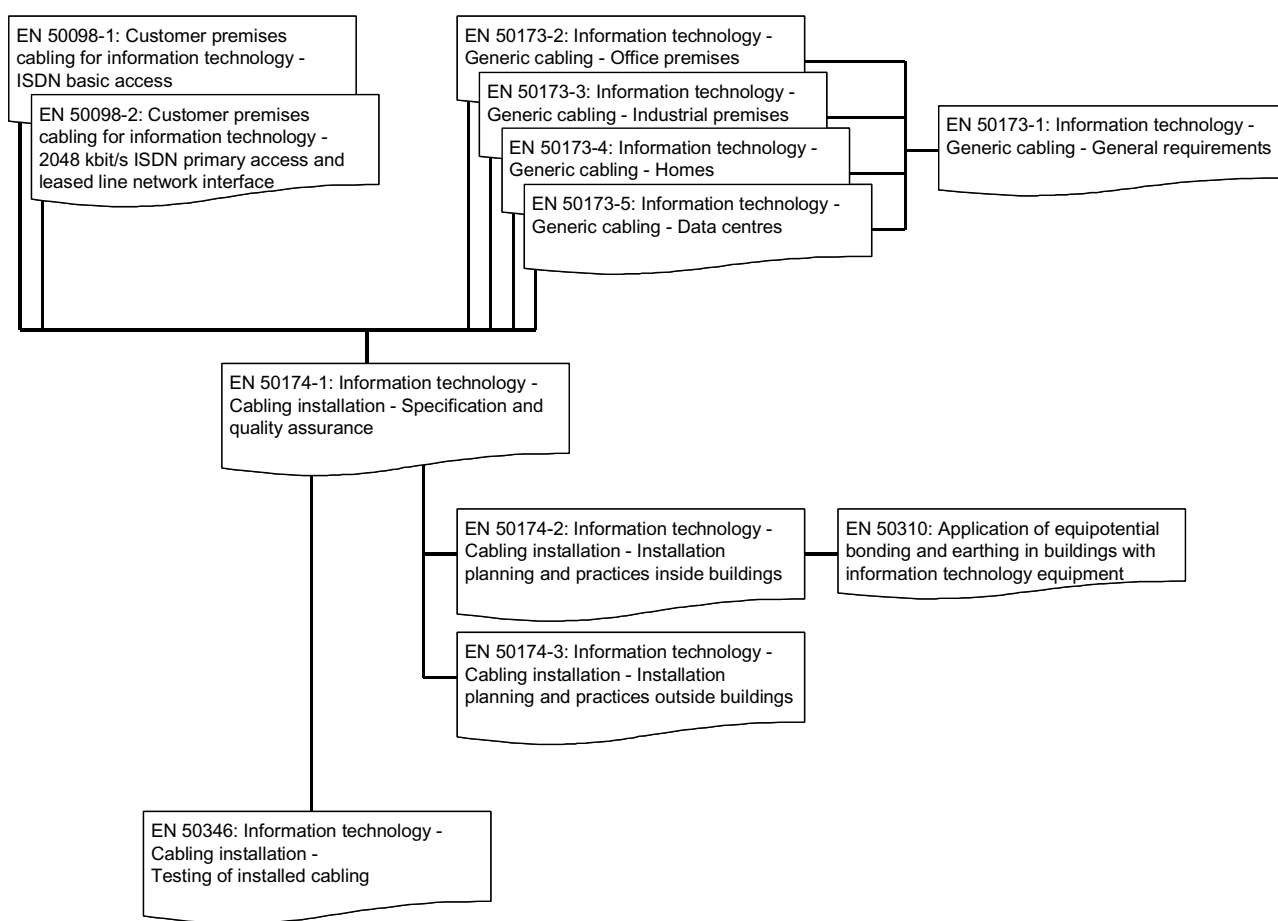 EN 50098-1: Customer premises
cabling for information technology -
ISDN basic access
EN 50098-2: Customer premises
cabling for information technology -
2048 kbit/s ISDN primary access and
leased line network interface
EN 50173-2: Information technology -
Generic cabling - Office premises
EN 50173-3: Information technology -
Generic cabling - Industrial premises
EN 50173-4: Information technology -
Generic cabling - Homes
EN 50173-5: Information technology -
Generic cabling - Data centres
EN 50173-1: Information technology -
Generic cabling - General requirements
EN 50174-1: Information technology -
Cabling installation - Specification and
quality assurance
EN 50174-2: Information technology -
Cabling installation - Installation
planning and practices inside buildings
EN 50310: Application of equipotential
bonding and earthing in buildings with
information technology equipment
EN 50174-3: Information technology -
Cabling installation - Installation
planning and practices outside buildings
EN 50346: Information technology -
Cabling installation -
Testing of installed cabling